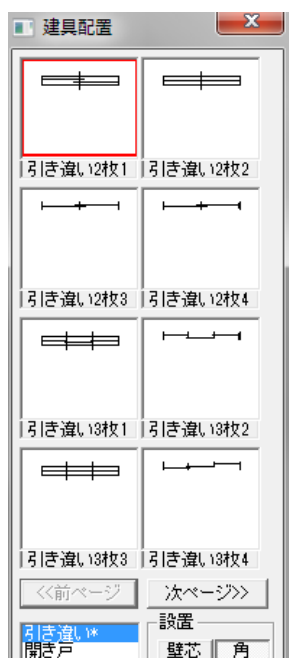 建具配置
引き違い2枚1 引き違い2枚2
引き違い2枚3 引き違い2枚4
引き違い3枚1 引き違い3枚2
引き違い3枚3 引き違い3枚4
<<前ページ 次ページ>>
引き違い*
開き戸
設置
壁芯 角